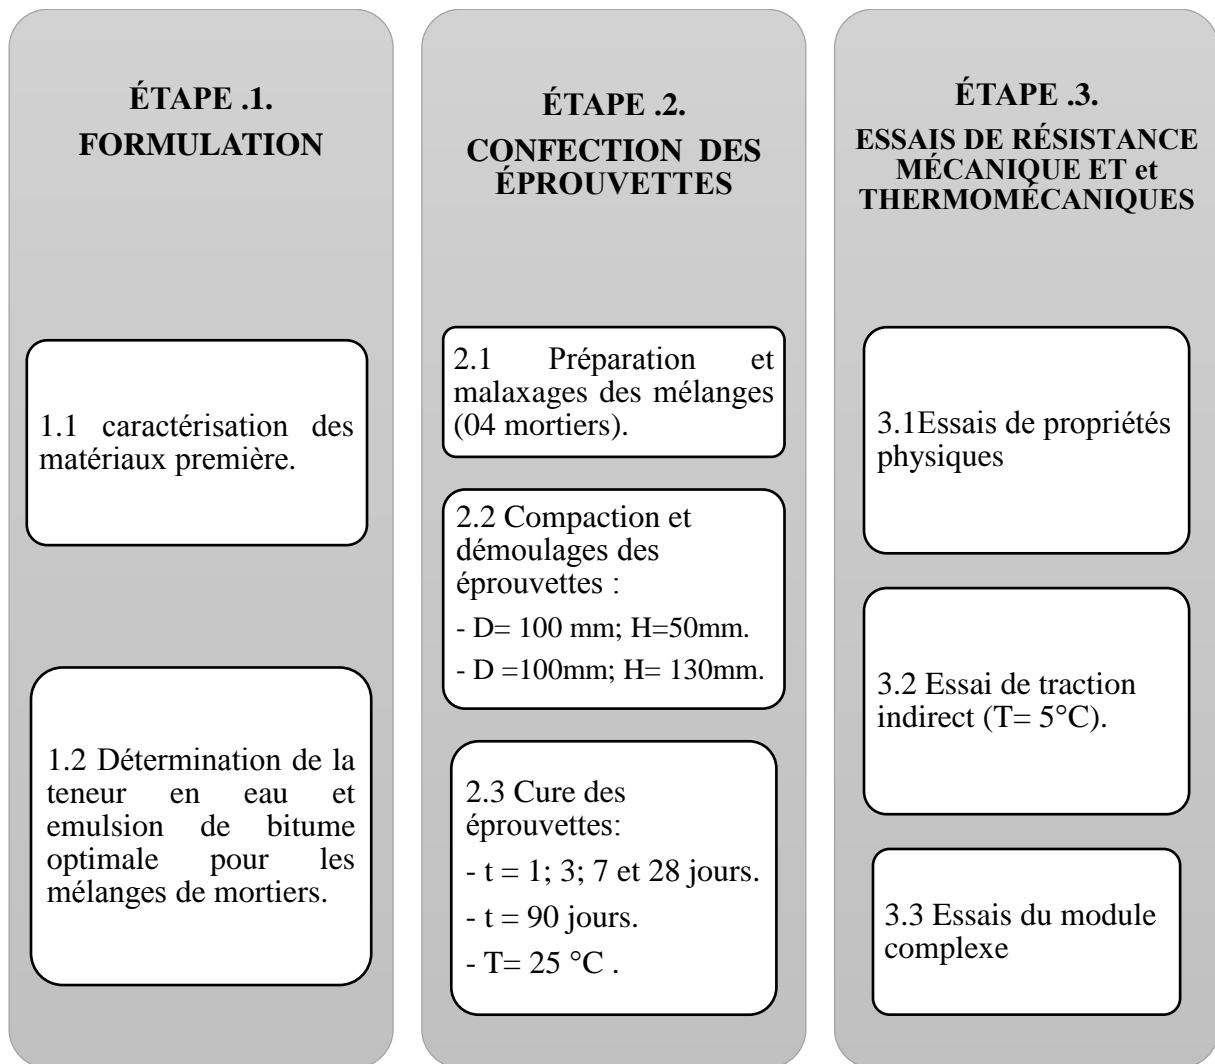 ÉTAPE .1.
FORMULATION
1.1 caractérisation des
matériaux première.
1.2 Détermination de la
teneur en eau et
emulsion de bitume
optimale pour les
mélanges de mortiers.
ÉTAPE .2.
CONFECTION DES
ÉPROUVETTES
2.1 Préparation et
malaxages des mélanges
(04 mortiers).
2.2 Compaction et
démoulages des
éprouvettes :
- D= 100 mm; H=50mm.
- D =100mm; H= 130mm.
2.3 Cure des
éprouvettes:
- t = 1; 3; 7 et 28 jours.
- t = 90 jours.
- T= 25 °C .
ÉTAPE .3.
ESSAIS DE RÉSISTANCE
MÉCANIQUE ET et
THERMOMÉCANIQUES
3.1Essais de propriétés
physiques
3.2 Essai de traction
indirect (T= 5°C).
3.3 Essais du module
complexe